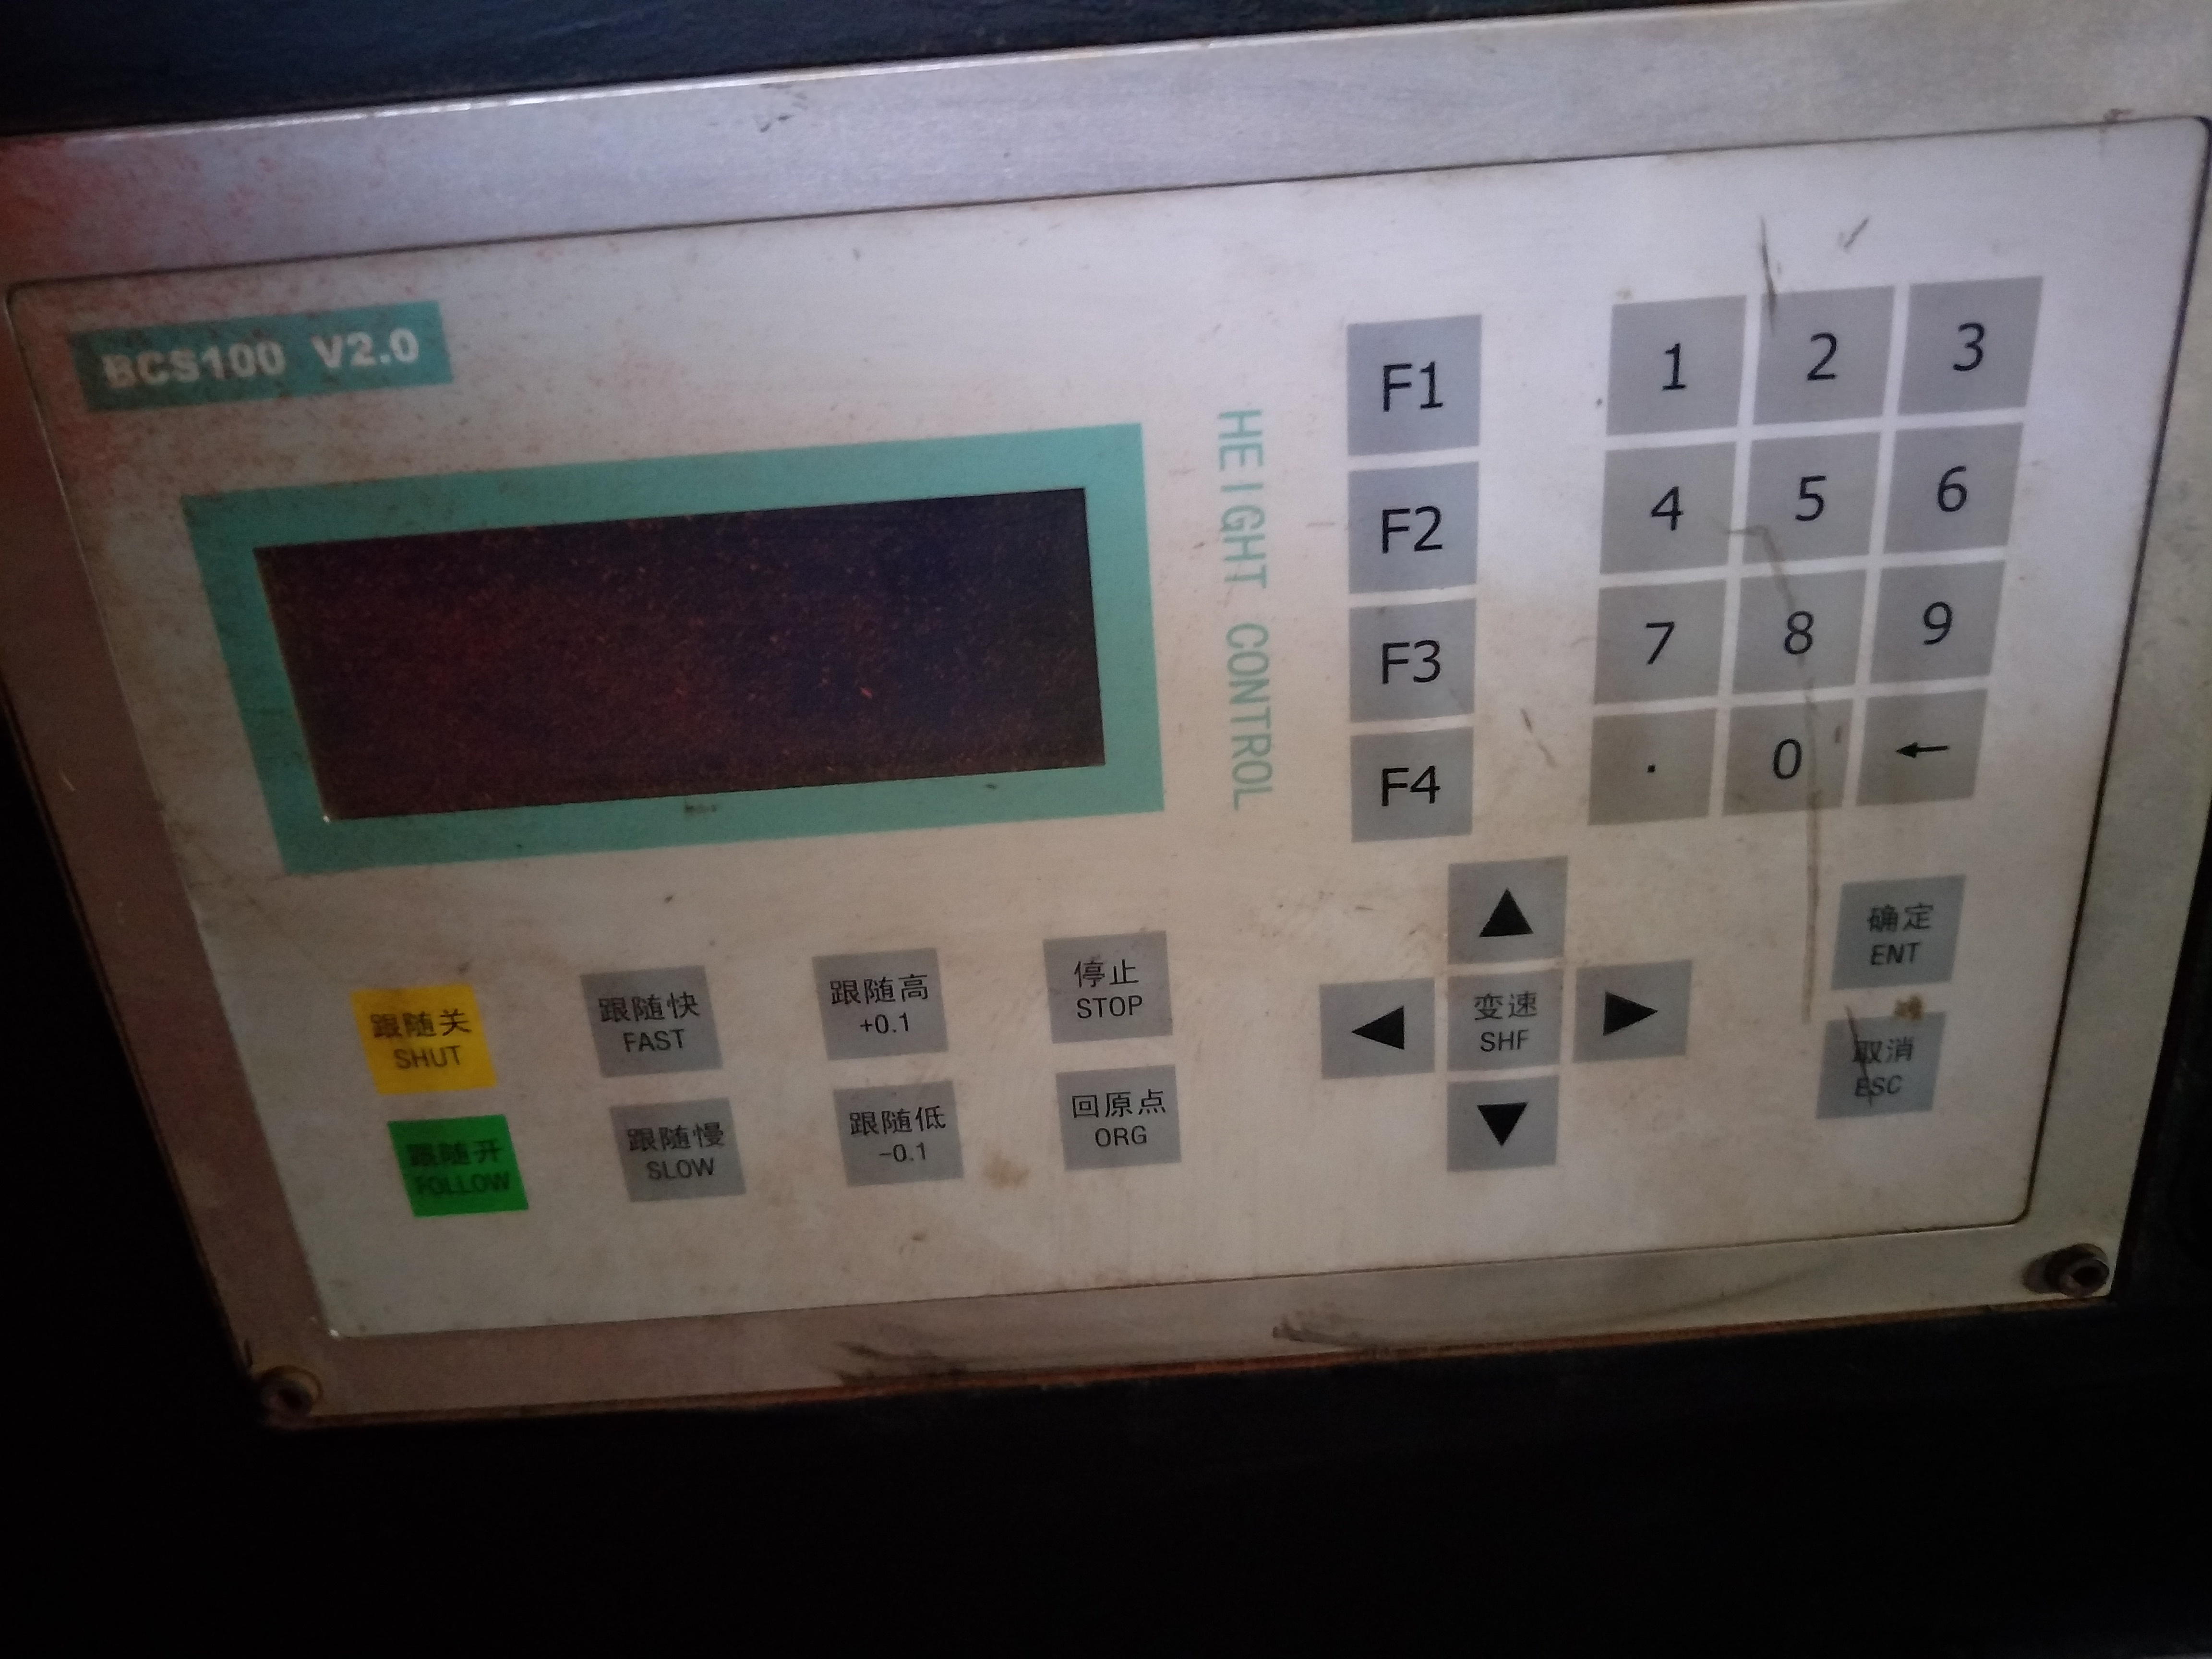 BCS100 V2.0
HEIGHT CONTROL
F1
F2
F3
F4
1 2 3
4 5 6
7 8 9
. 0 ←
跟随关
SHUT
跟随快
FAST
跟随高
+0.1
停止
STOP
跟随开
FOLLOW
跟随慢
SLOW
跟随低
-0.1
回原点
ORG
▲
◀
变速
SHF
▶
▼
确定
ENT
取消
ESC